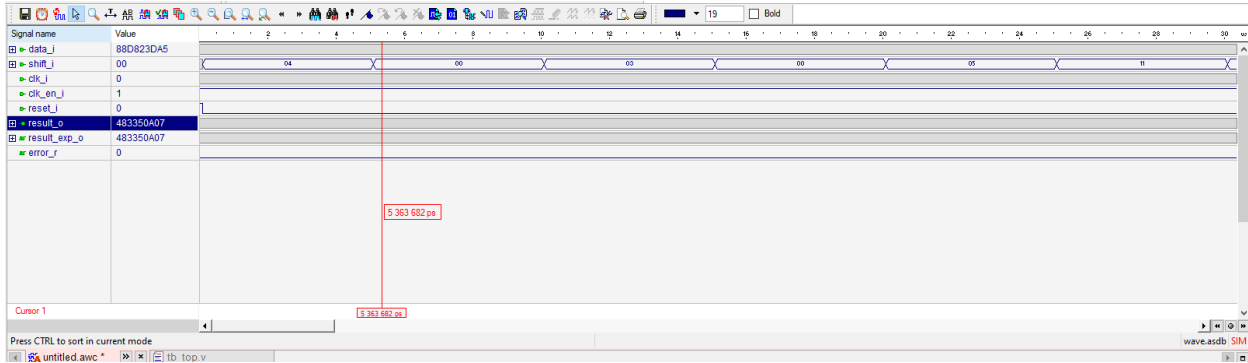 19 Bold
Signal name Value 2 4 6 8 10 12 14 16 18 20 22 24 26 28 30
data_i 88D823DA5
shift_i 00 04 00 03 00 05 11
clk_i 0
clk_en_i 1
reset_i 0
result_o 483350A07
result_exp_o 483350A07
error_r 0
5 363 682 ps
Cursor 1 5 363 682 ps
Press CTRL to sort in current mode wave.asdb SIM
untitled.awc * tb_top.v